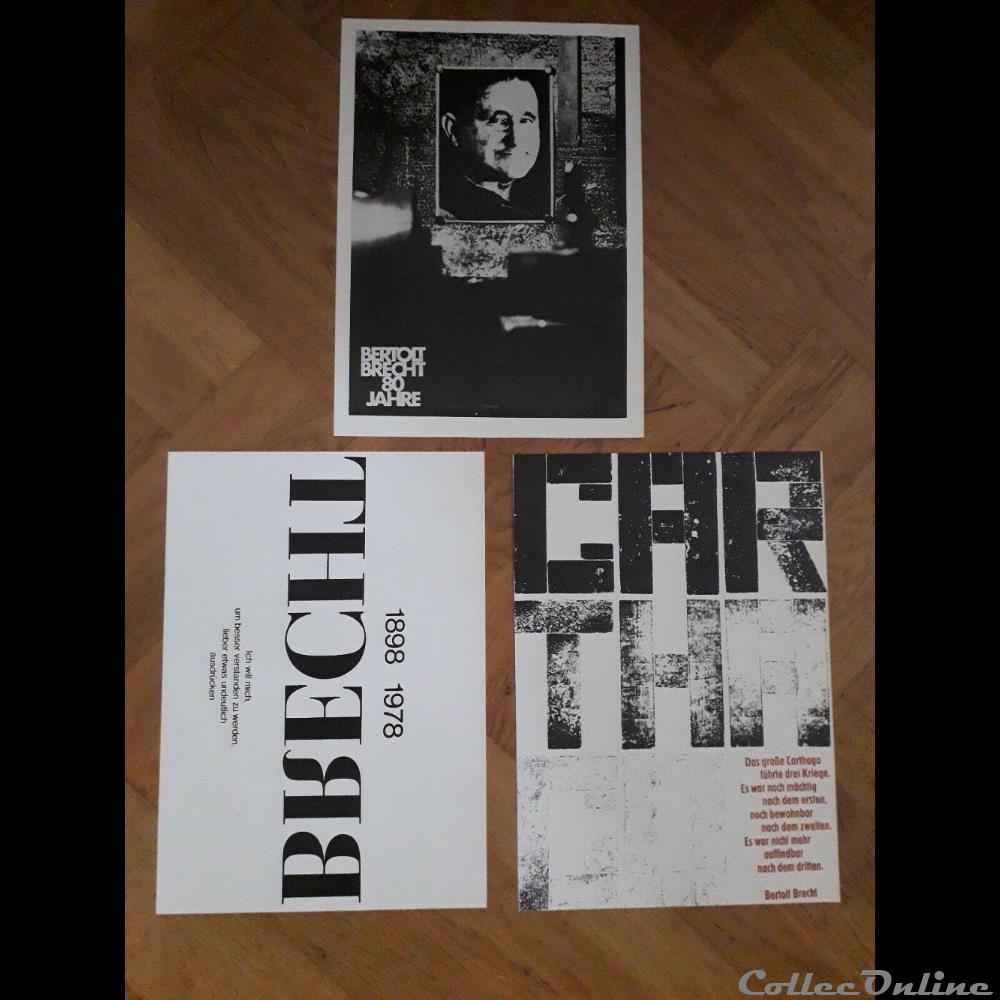 BERTOLT
BRECHT
80
JAHRE
BRECHT
1898 1978
Ich will mich,
um besser verstanden zu werden,
lieber etwas undeutlich
ausdrücken
CAR
THA
Das große Carthago
führte drei Kriege.
Es war noch mächtig
nach dem ersten,
noch bewohnbar
nach dem zweiten.
Es war nicht mehr
auffindbar
nach dem dritten.
Bertolt Brecht
CollecOnline